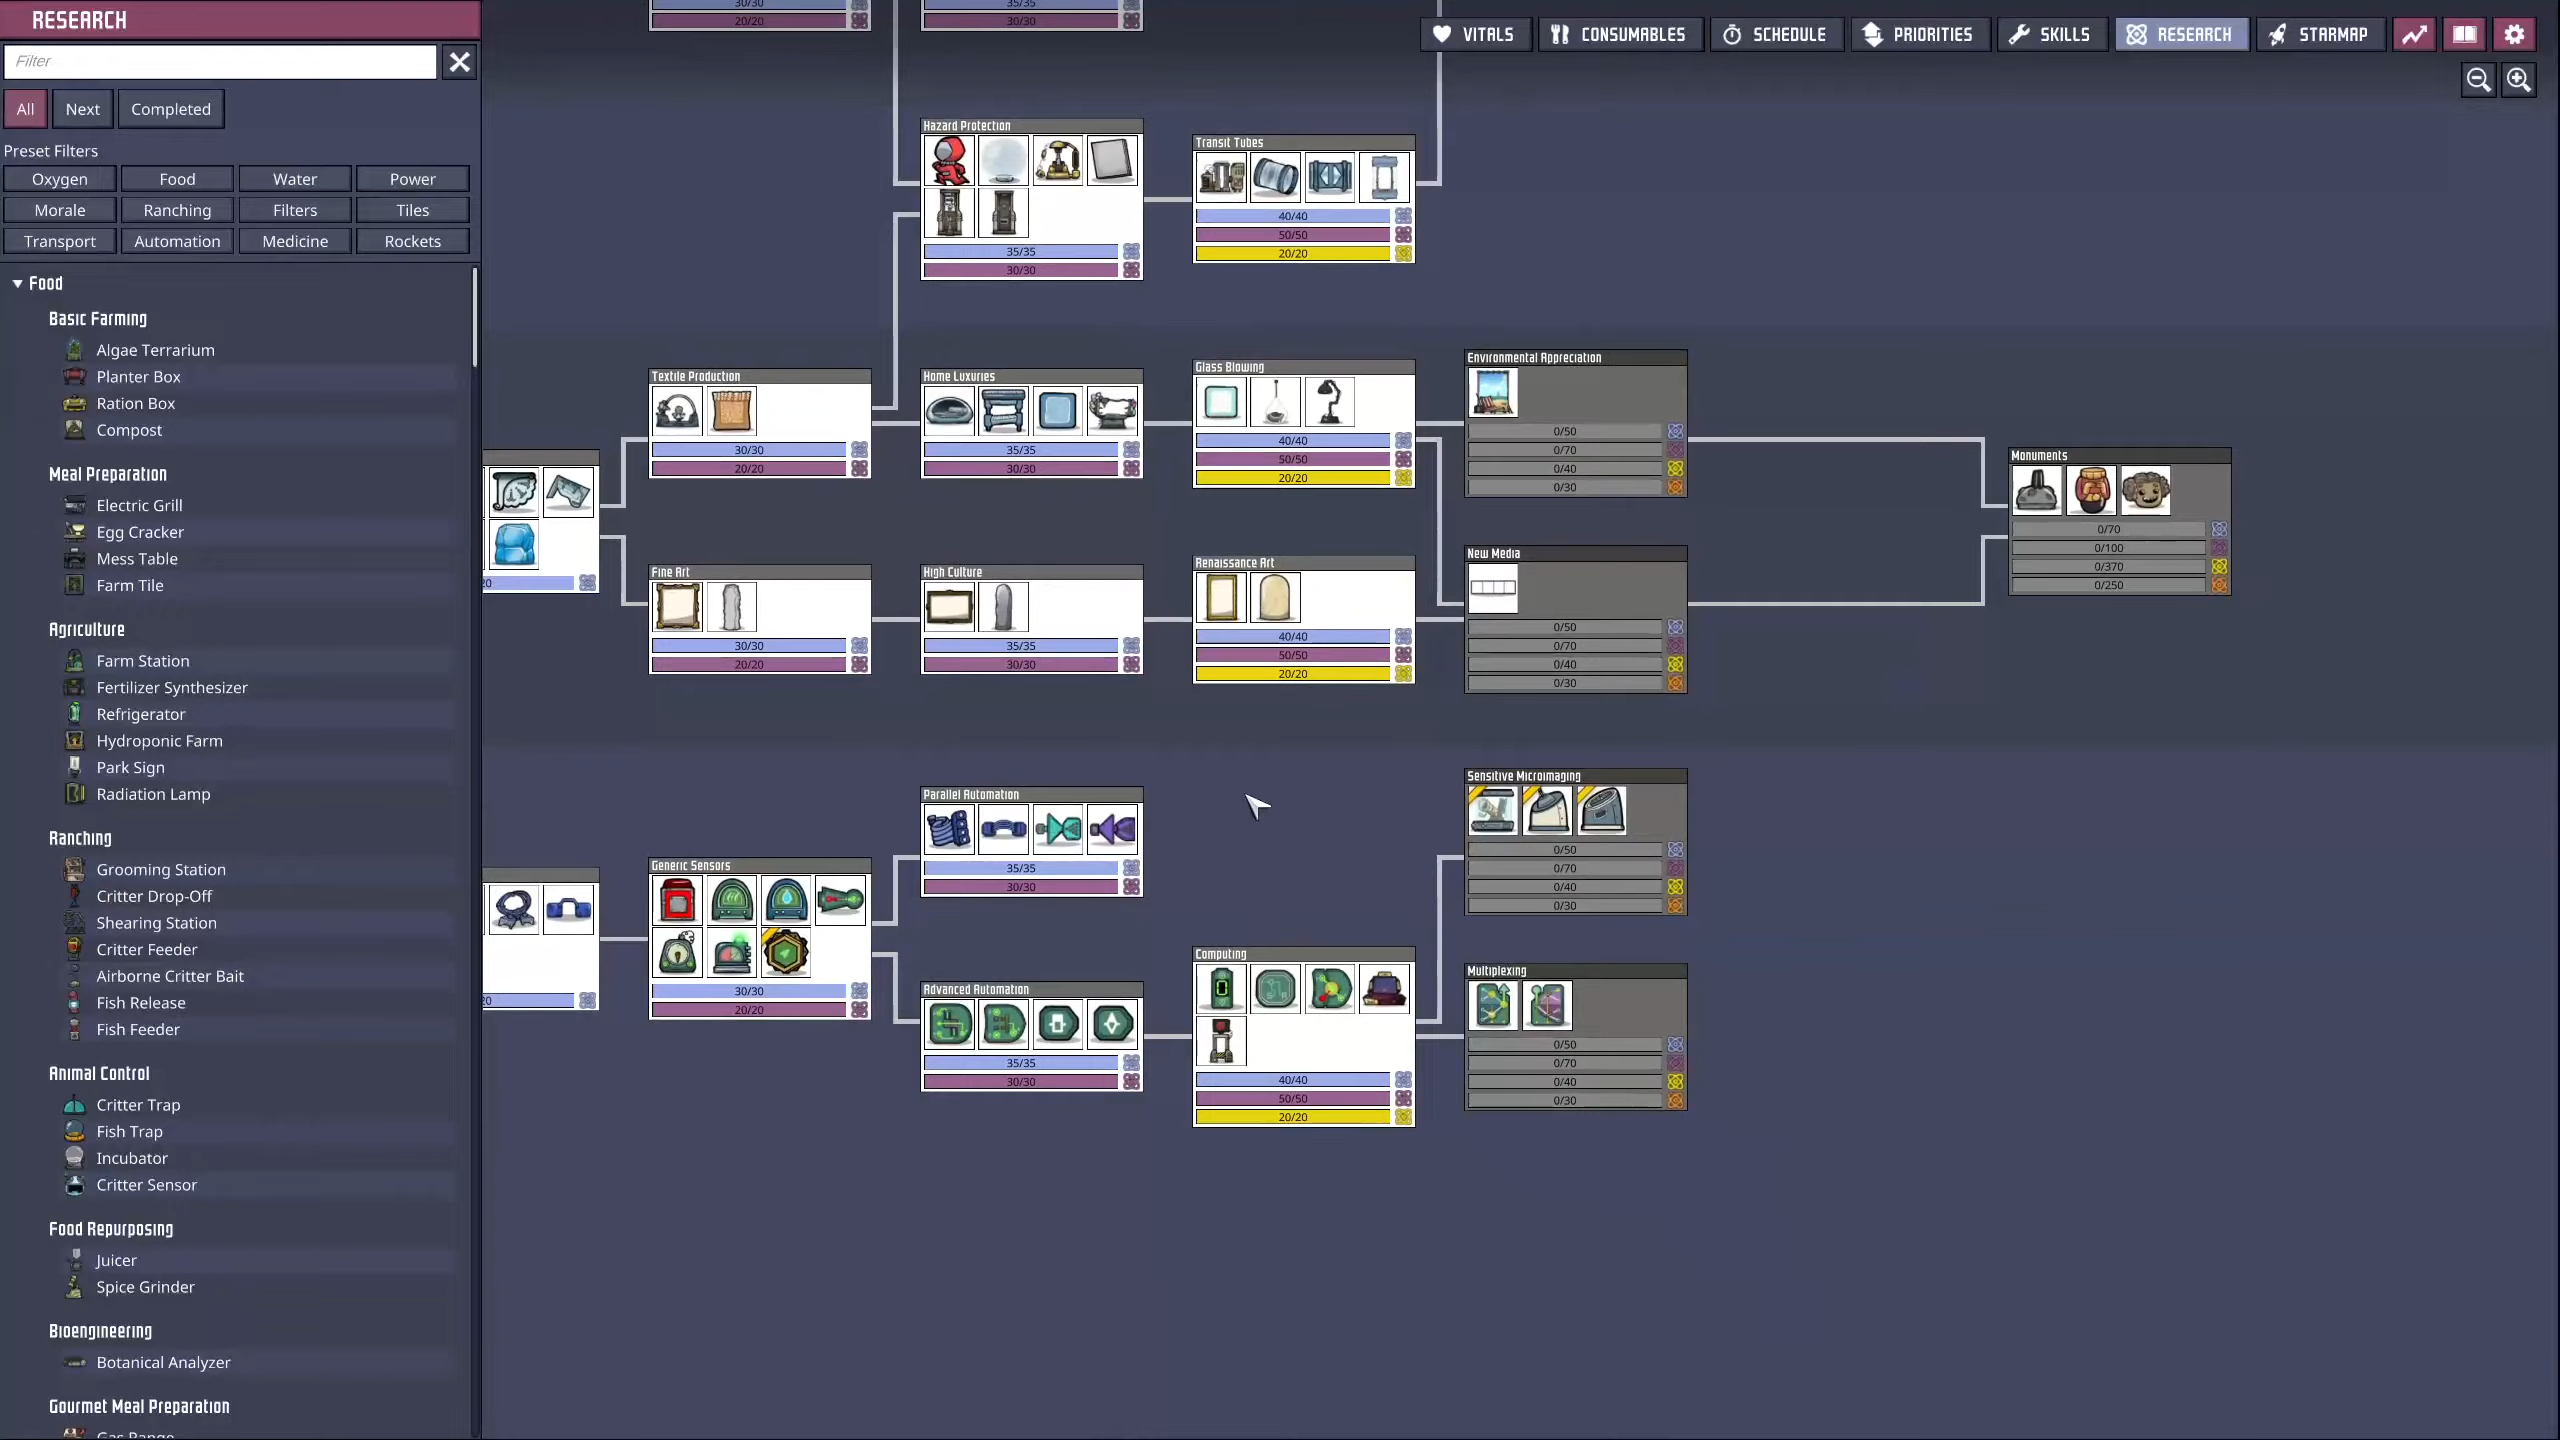 RESEARCH
Filter
All Next Completed
Preset Filters
Oxygen Food Water Power
Morale Ranching Filters Tiles
Transport Automation Medicine Rockets
Food
Basic Farming
Algae Terrarium
Planter Box
Ration Box
Compost
Meal Preparation
Electric Grill
Egg Cracker
Mess Table
Farm Tile
Agriculture
Farm Station
Fertilizer Synthesizer
Refrigerator
Hydroponic Farm
Park Sign
Radiation Lamp
Ranching
Grooming Station
Critter Drop-Off
Shearing Station
Critter Feeder
Airborne Critter Bait
Fish Release
Fish Feeder
Animal Control
Critter Trap
Fish Trap
Incubator
Critter Sensor
Food Repurposing
Juicer
Spice Grinder
Bioengineering
Botanical Analyzer
Gourmet Meal Preparation
Gas Range
VITALS CONSUMABLES SCHEDULE PRIORITIES SKILLS RESEARCH STARMAP
30/30
20/20
35/35
30/30
Hazard Protection
35/35
30/30
Transit Tubes
40/40
50/50
20/20
Textile Production
30/30
20/20
Home Luxuries
35/35
30/30
Glass Blowing
40/40
50/50
20/20
Environmental Appreciation
0/50
0/70
0/40
0/30
Monuments
0/70
0/100
0/370
0/250
20
Fine Art
30/30
20/20
High Culture
35/35
30/30
Renaissance Art
40/40
50/50
20/20
New Media
0/50
0/70
0/40
0/30
20
Generic Sensors
30/30
20/20
Parallel Automation
35/35
30/30
Advanced Automation
35/35
30/30
Computing
40/40
50/50
20/20
Sensitive Microimaging
0/50
0/70
0/40
0/30
Multiplexing
0/50
0/70
0/40
0/30